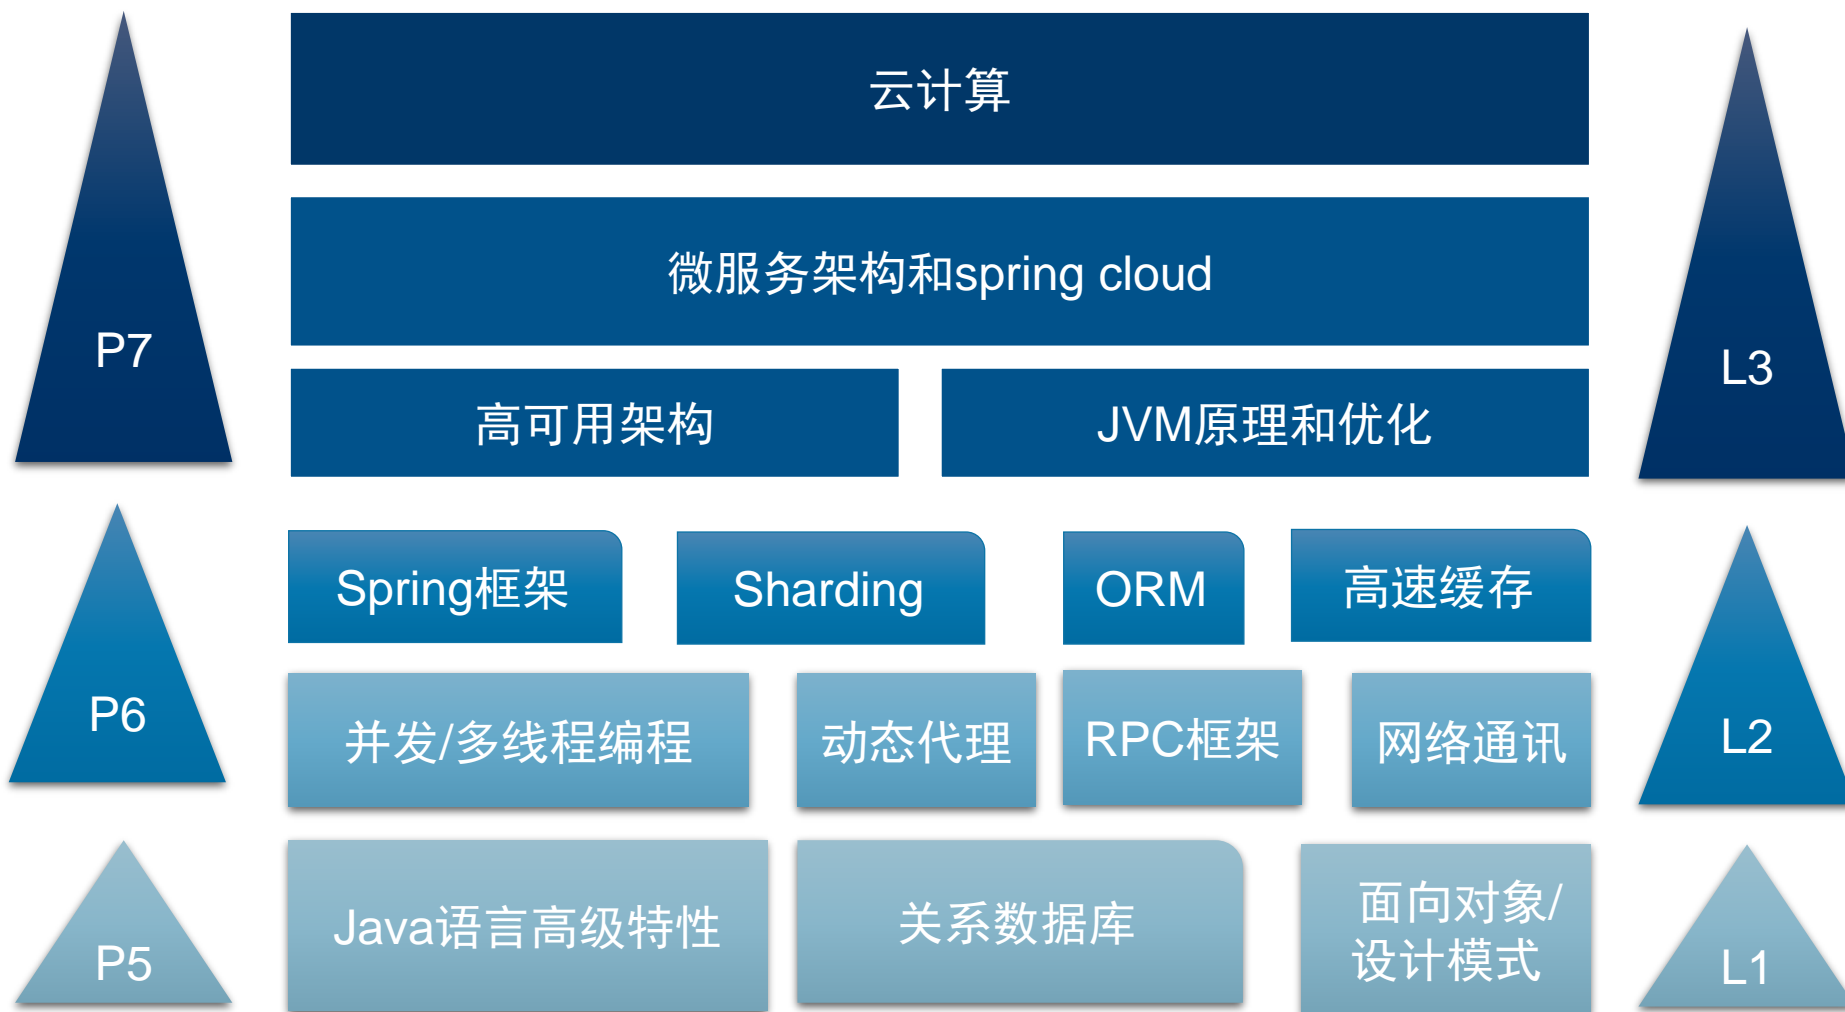 云计算
微服务架构和spring cloud
P7
L3
高可用架构
JVM原理和优化
Spring框架
Sharding
ORM
高速缓存
P6
并发/多线程编程
动态代理
RPC框架
网络通讯
L2
P5
Java语言高级特性
关系数据库
面向对象/
设计模式
L1